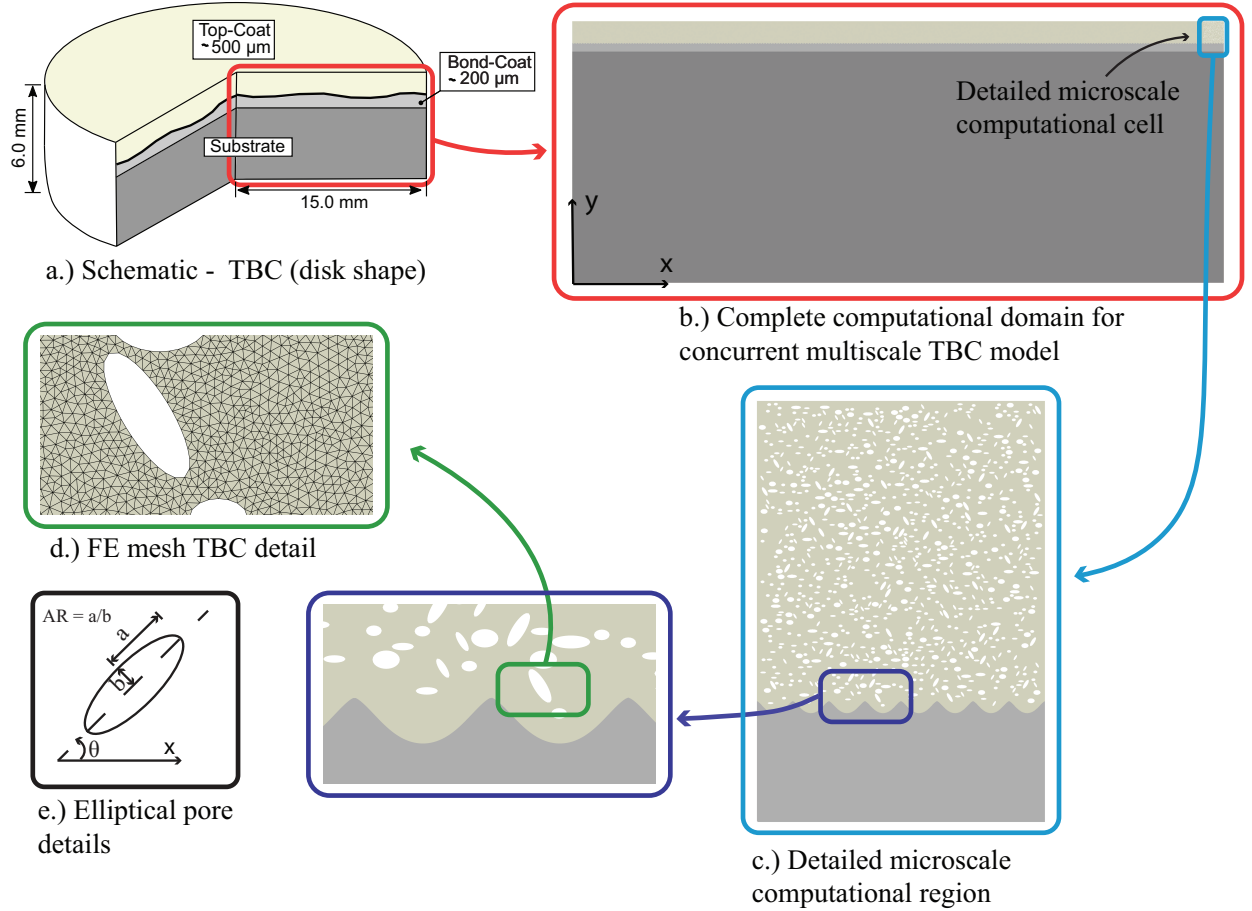 Top-Coat
~500 μm
Bond-Coat
~200 μm
6.0 mm
Substrate
15.0 mm
a.) Schematic - TBC (disk shape)
Detailed microscale
computational cell
y
x
b.) Complete computational domain for
concurrent multiscale TBC model
d.) FE mesh TBC detail
AR = a/b
a
b
θ
x
e.) Elliptical pore
details
c.) Detailed microscale
computational region